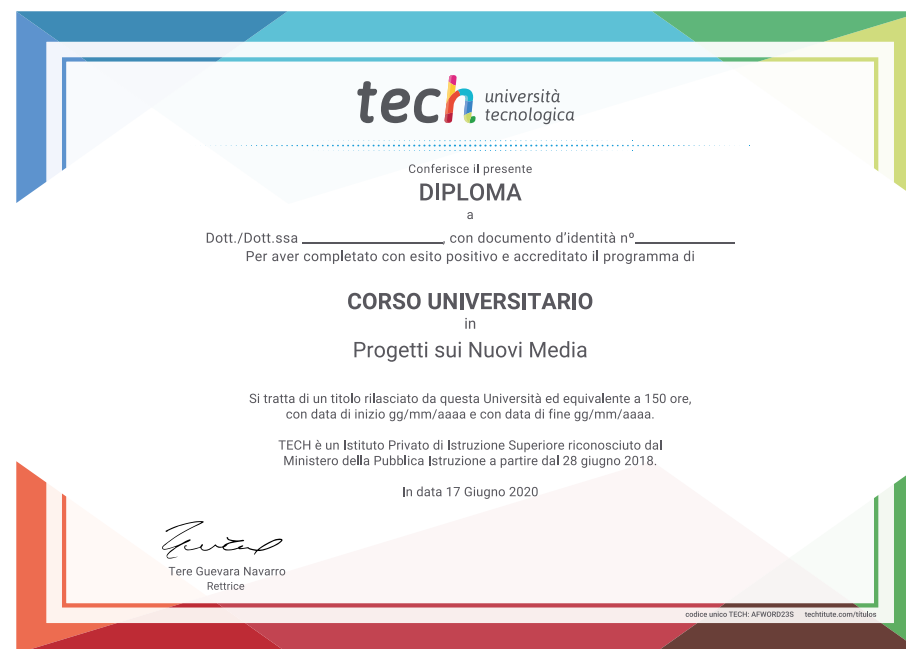 tech università
tecnologica
Conferisce il presente
DIPLOMA
a
Dott./Dott.ssa ____________________, con documento d'identità nº______________
Per aver completato con esito positivo e accreditato il programma di
CORSO UNIVERSITARIO
in
Progetti sui Nuovi Media
Si tratta di un titolo rilasciato da questa Università ed equivalente a 150 ore,
con data di inizio gg/mm/aaaa e con data di fine gg/mm/aaaa.
TECH è un Istituto Privato di Istruzione Superiore riconosciuto dal
Ministero della Pubblica Istruzione a partire dal 28 giugno 2018.
In data 17 Giugno 2020
Tere Guevara Navarro
Rettrice
codice unico TECH: AFWORD23S techtitute.com/titulos